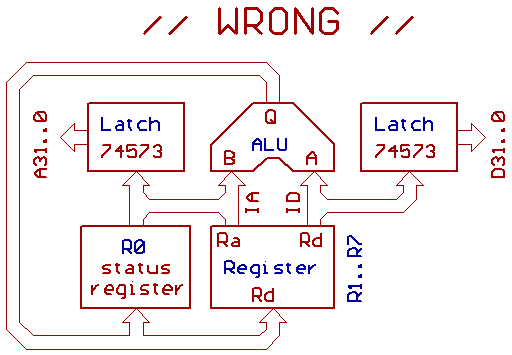 // WRONG //
A31..0
Latch
74573
Q
ALU
B
A
Latch
74573
D31..0
IA
ID
R0
status
register
Ra
Rd
Register
Rd
R1..R7